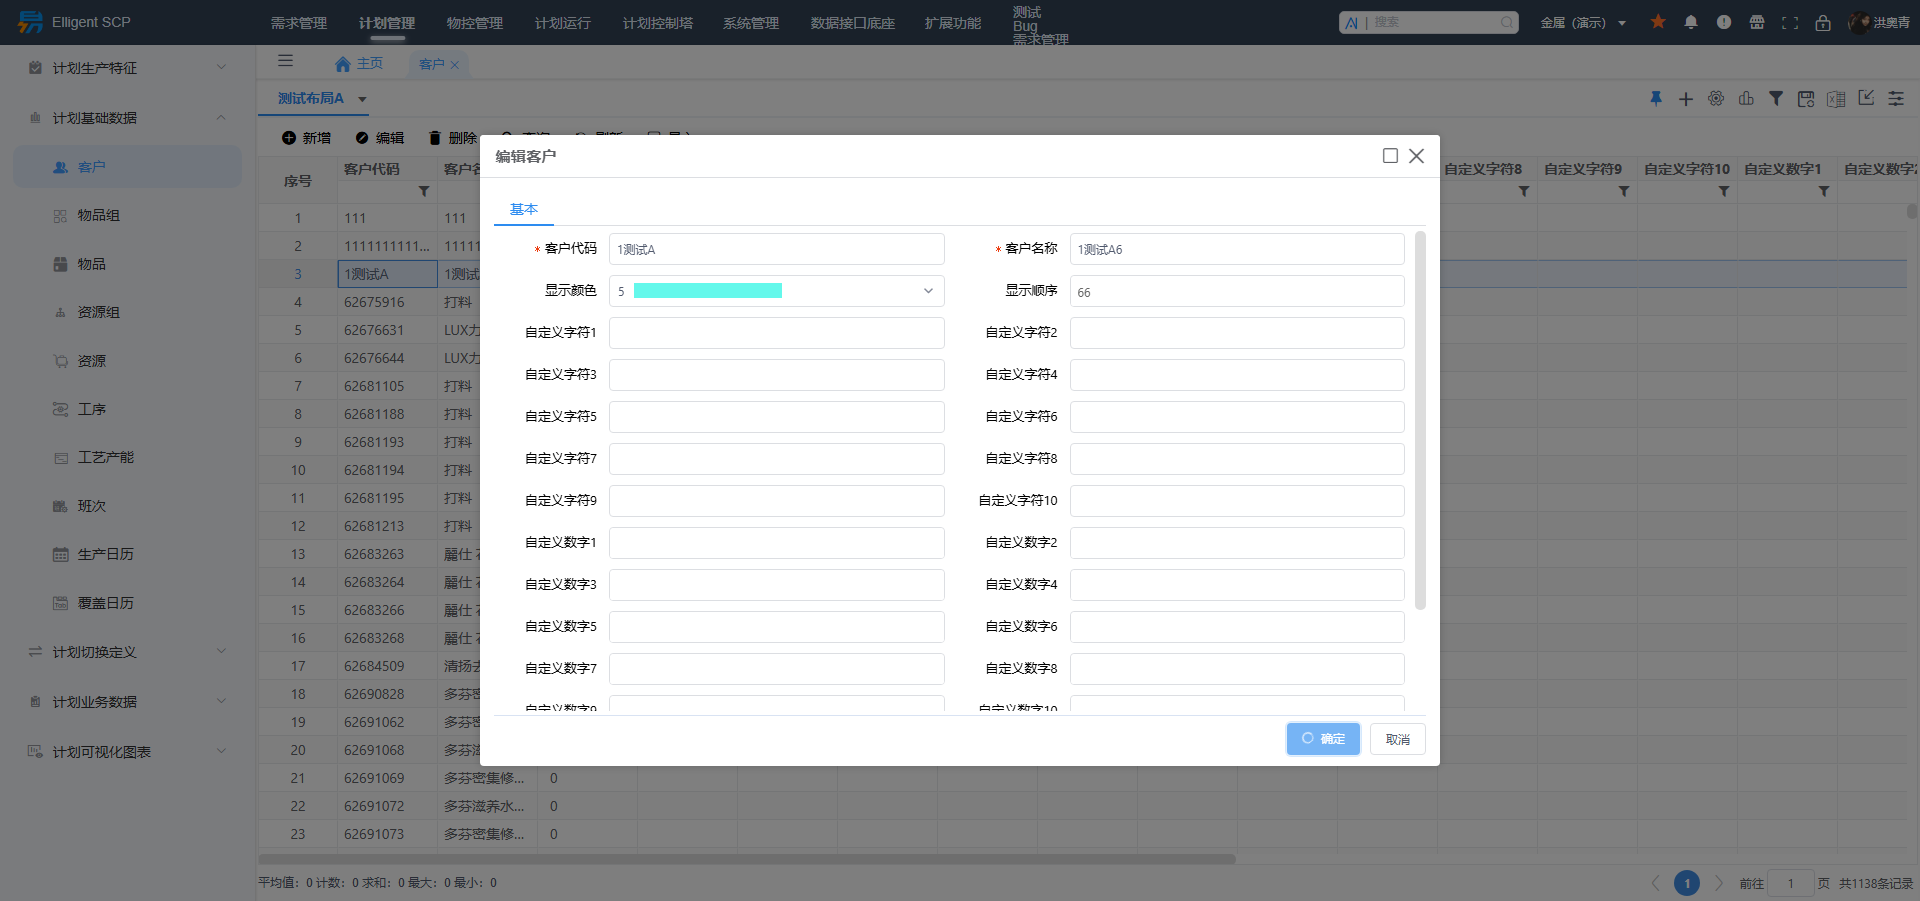 Elligent SCP
需求管理 计划管理 物控管理 计划运行 计划控制塔 系统管理 数据接口底座 扩展功能
测试
Bug
需求管理
AI | 搜索
金属（演示）
洪奥青
计划生产特征
计划基础数据
客户
物品组
物品
资源组
资源
工序
工艺产能
班次
生产日历
覆盖日历
计划切换定义
计划业务数据
计划可视化图表
主页 客户
测试布局A
新增 编辑 删除
序号 客户代码 自定义字符8 自定义字符9 自定义字符10 自定义数字1
1 111 111
2 1111111111...
3 1测试A 1测试
4 62675916 打料
5 62676631 LUX力
6 62676644 LUX力
7 62681105 打料
8 62681188 打料
9 62681193 打料
10 62681194 打料
11 62681195 打料
12 62681213 打料
13 62683263 麗仕
14 62683264 麗仕
15 62683266 麗仕
16 62683268 麗仕
17 62684509 清扬
18 62690828 多芬
19 62691062 多芬
20 62691068 多芬
21 62691069 多芬密集修... 0
22 62691072 多芬滋养水... 0
23 62691073 多芬密集修... 0
编辑客户
基本
* 客户代码 1测试A * 客户名称 1测试A6
显示颜色 5 显示顺序 66
自定义字符1 自定义字符2
自定义字符3 自定义字符4
自定义字符5 自定义字符6
自定义字符7 自定义字符8
自定义字符9 自定义字符10
自定义数字1 自定义数字2
自定义数字3 自定义数字4
自定义数字5 自定义数字6
自定义数字7 自定义数字8
自定义数字9 自定义数字10
确定 取消
平均值：0 计数：0 求和：0 最大：0 最小：0
1 前往 1 页 共1138条记录